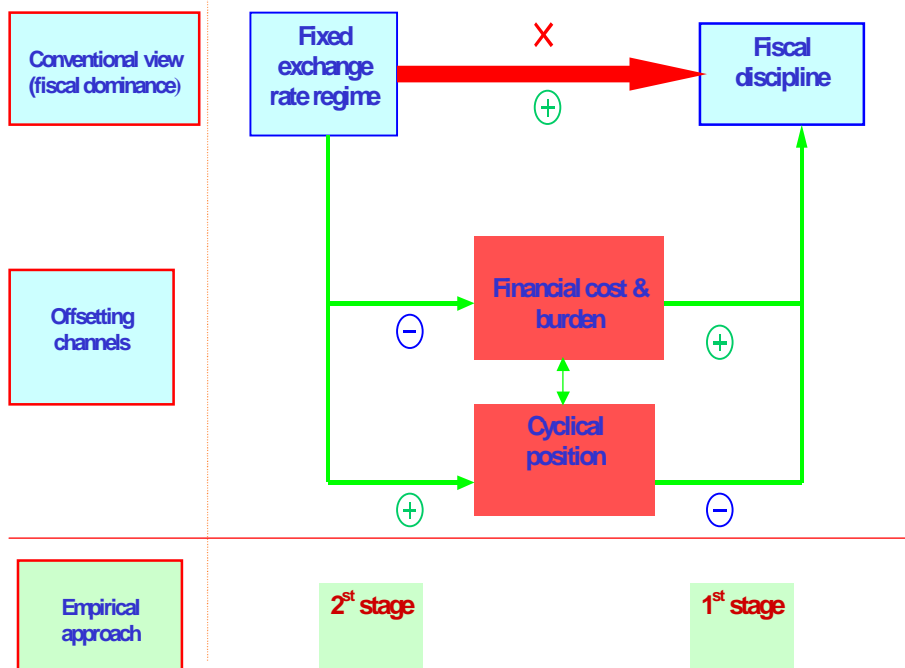 Conventional view
(fiscal dominance)
Fixed
exchange
rate regime
×
+
Fiscal
discipline
Offsetting
channels
Financial cost &
burden
−
+
Cyclical
position
+
−
Empirical
approach
2st stage
1st stage